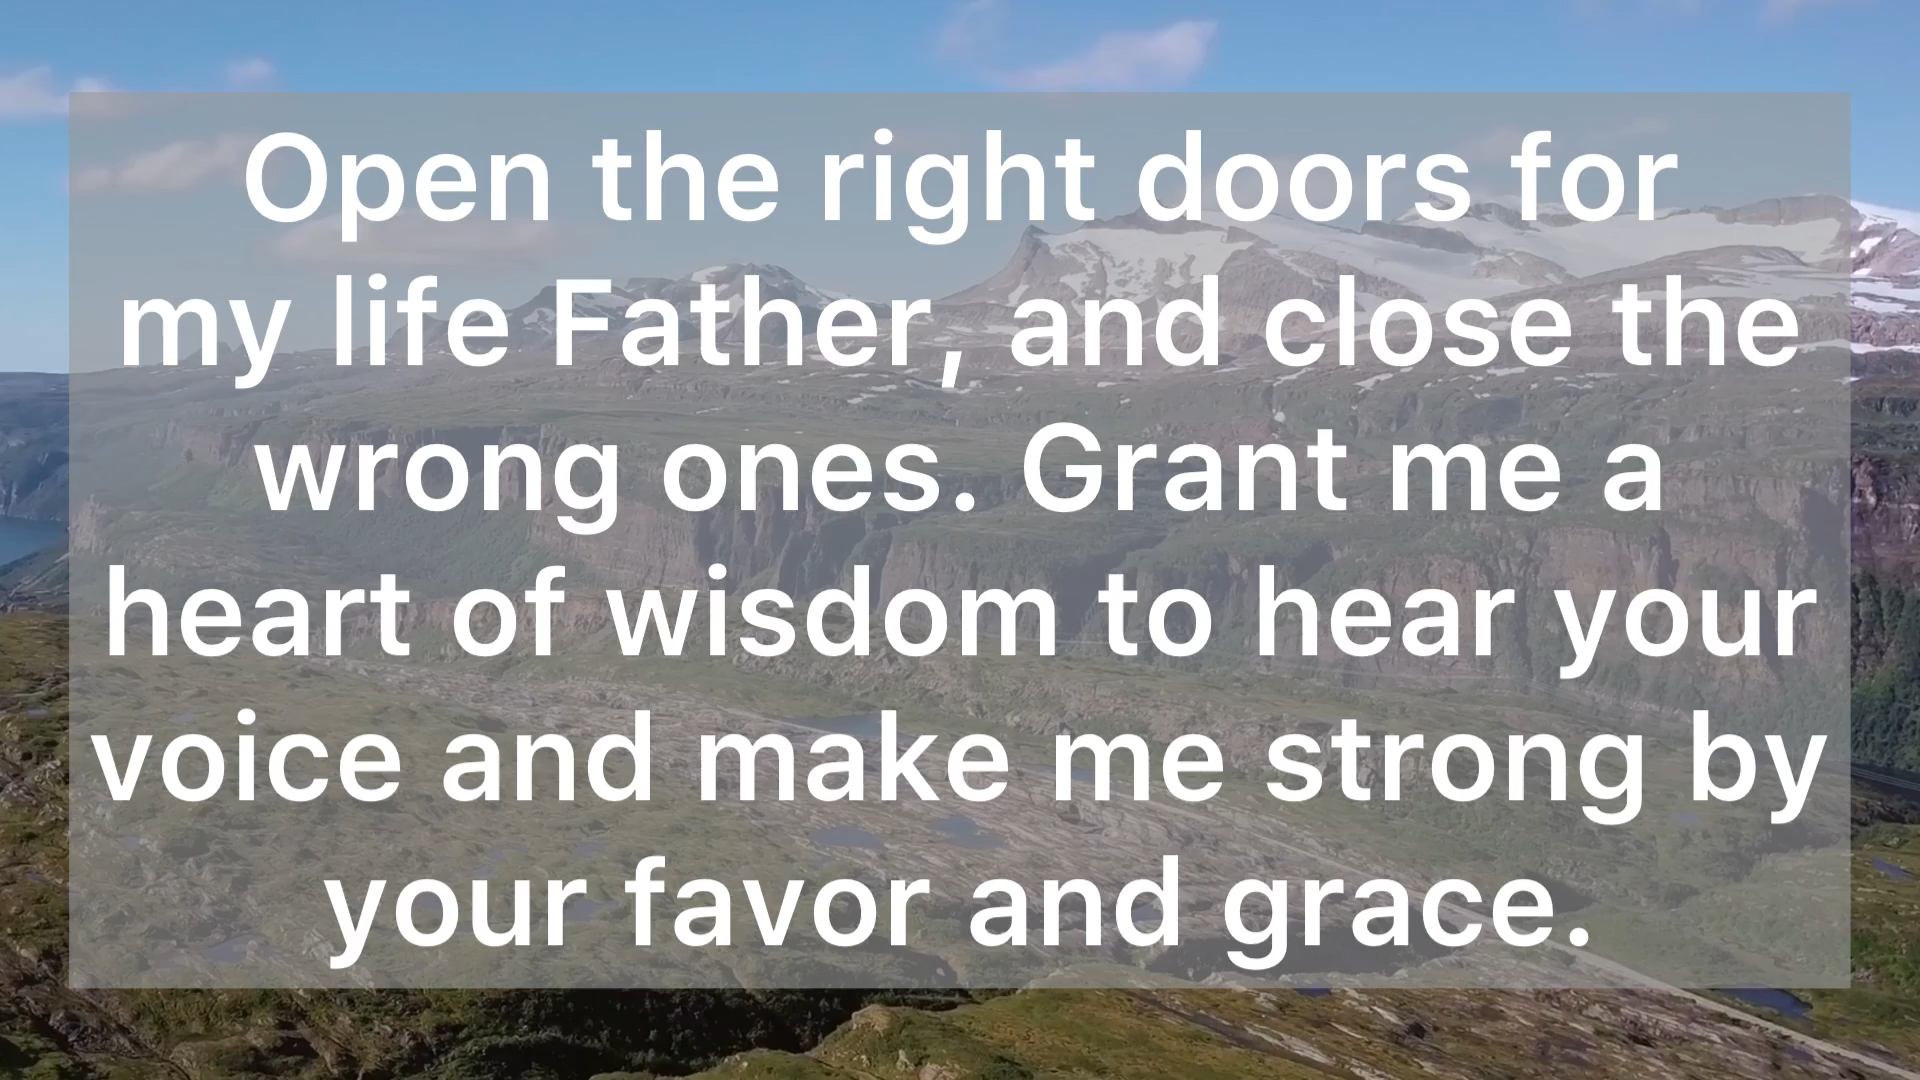 Open the right doors for
my life Father, and close the
wrong ones. Grant me a
heart of wisdom to hear your
voice and make me strong by
your favor and grace.